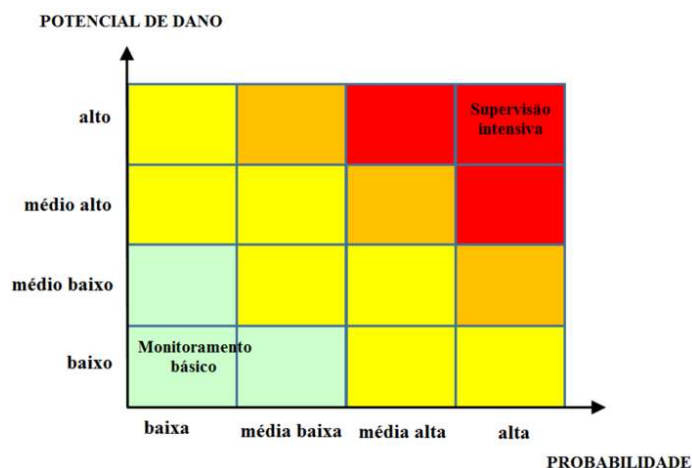 POTENCIAL DE DANO
alto
Supervisão
intensiva
médio alto
médio baixo
baixo
Monitoramento
básico
baixa
média baixa
média alta
alta
PROBABILIDADE